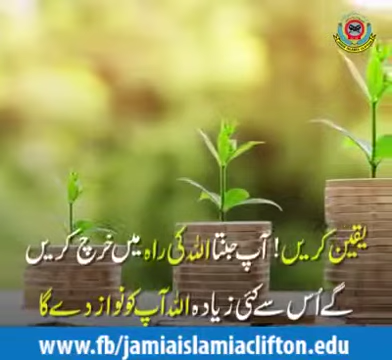 یقین کریں! آپ جتنا اللہ کی راہ میں خرچ کریں
گے اُس سے کئی زیادہ اللہ آپ کو نواز دے گا
www.fb/jamiaislamiaclifton.edu